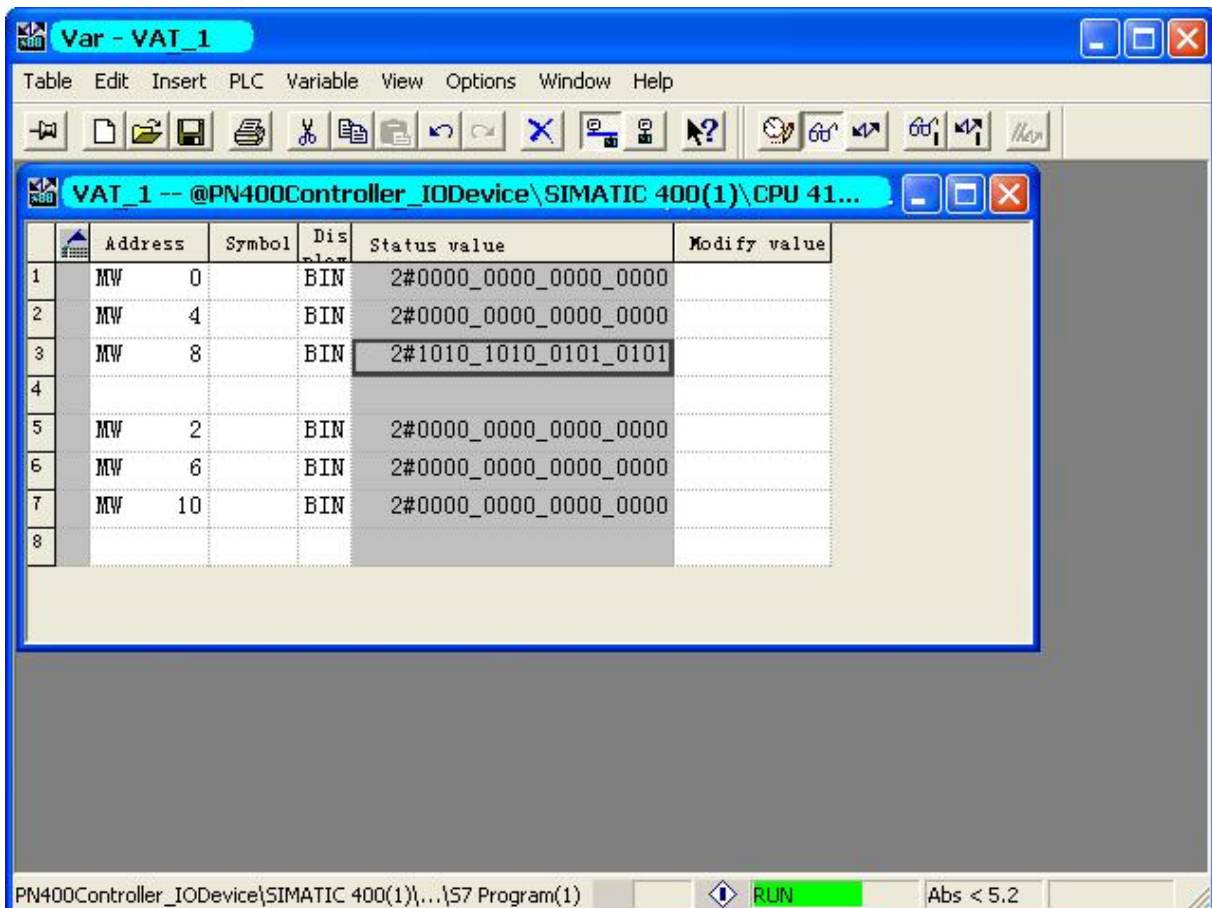 Var - VAT_1
Table Edit Insert PLC Variable View Options Window Help
VAT_1 -- @PN400Controller_IODevice\SIMATIC 400(1)\CPU 41...
Address Symbol Dis Status value Modify value
1 MW 0 BIN 2#0000_0000_0000_0000
2 MW 4 BIN 2#0000_0000_0000_0000
3 MW 8 BIN 2#1010_1010_0101_0101
4
5 MW 2 BIN 2#0000_0000_0000_0000
6 MW 6 BIN 2#0000_0000_0000_0000
7 MW 10 BIN 2#0000_0000_0000_0000
8
PN400Controller_IODevice\SIMATIC 400(1)\...\S7 Program(1) RUN Abs < 5.2